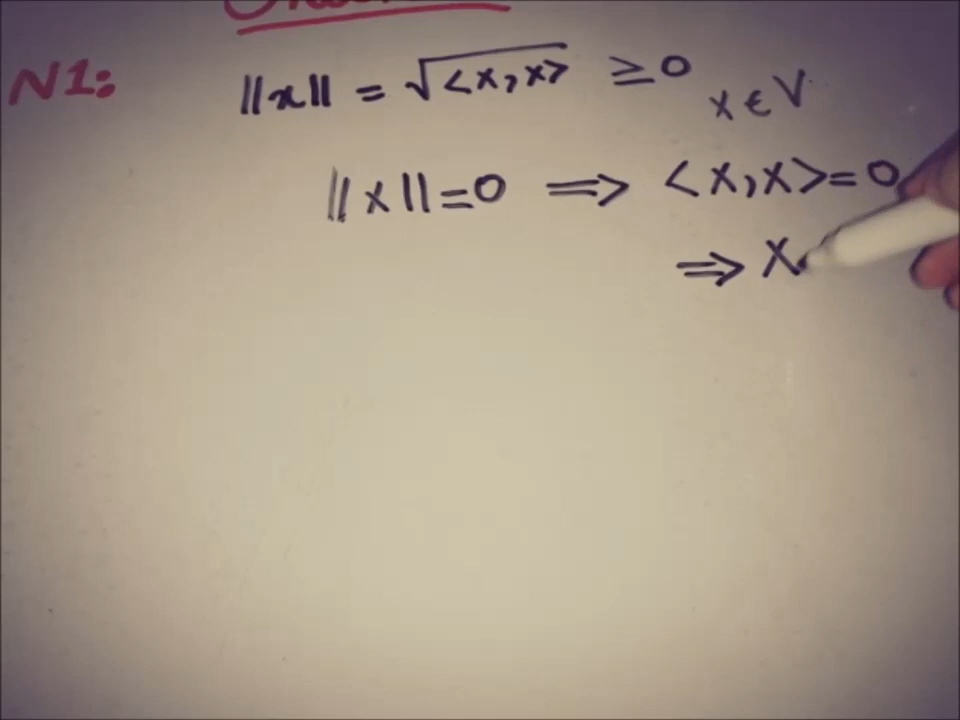 N1: ||x|| = √<x,x> ≥0 x∈V
||x||=0 ⟹ <x,x>=0
⟹ x